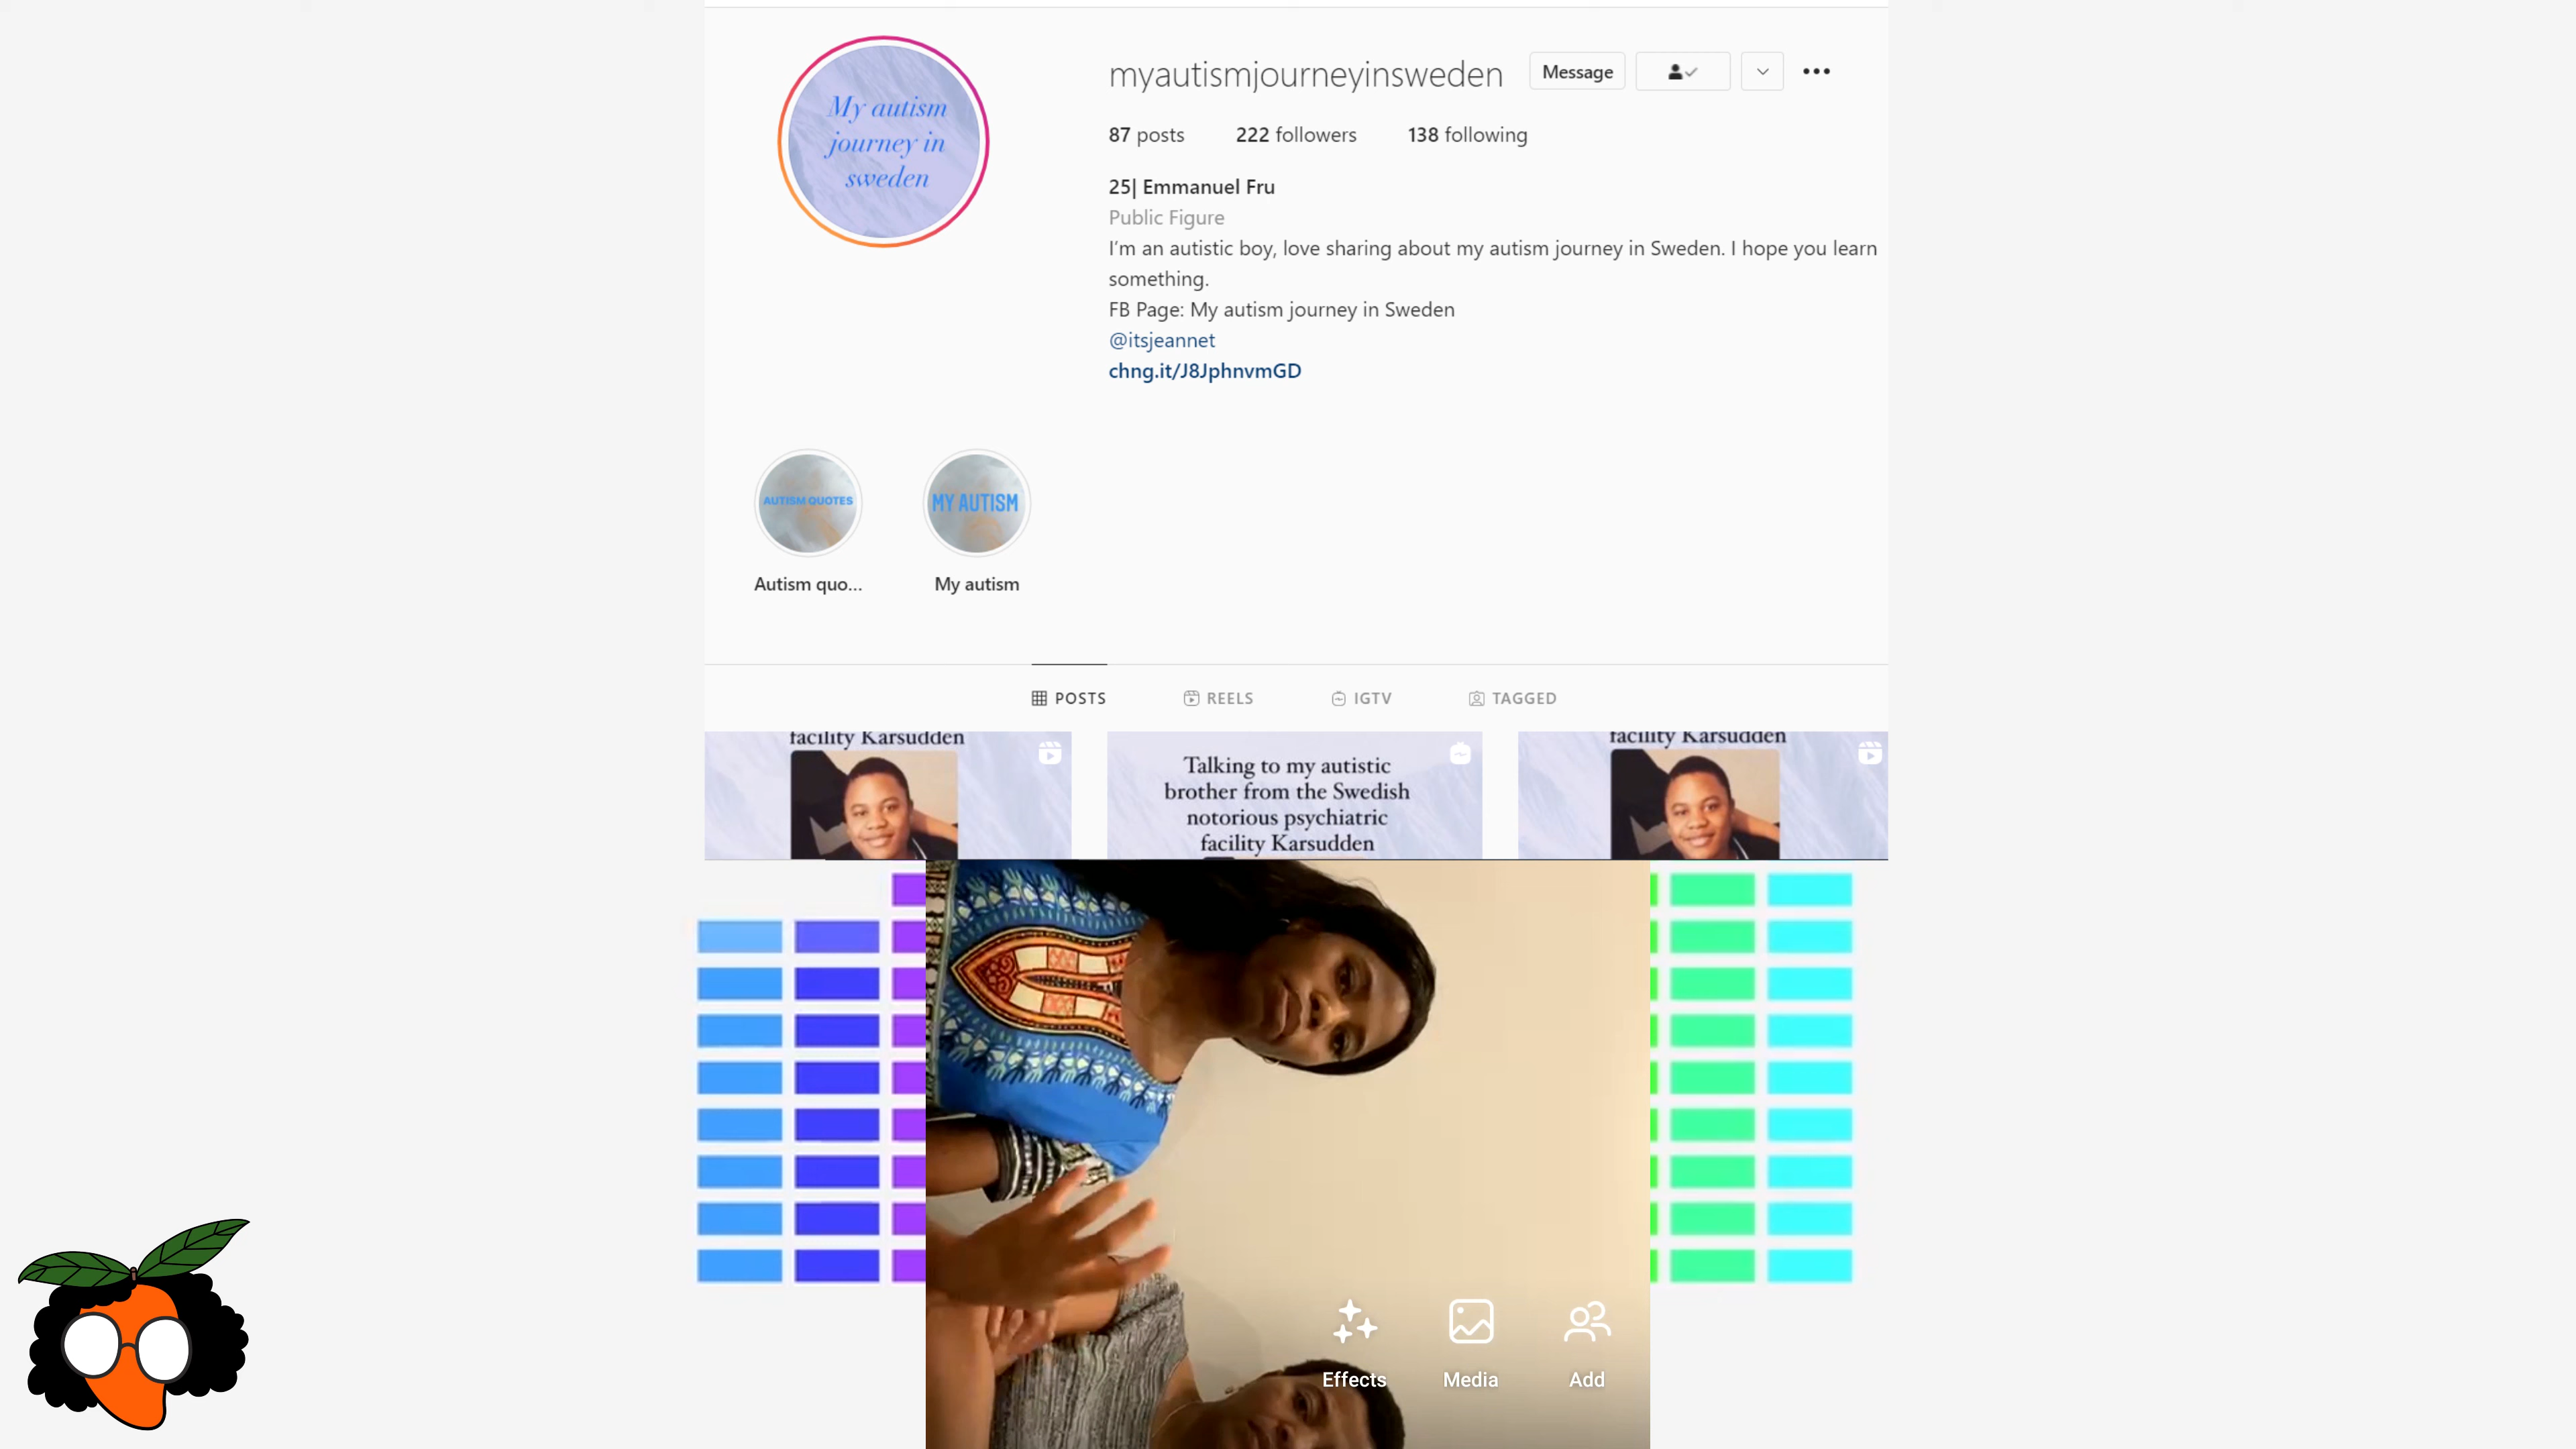 My autism
journey in
sweden
myautismjourneyinsweden
Message
87 posts 222 followers 138 following
25| Emmanuel Fru
Public Figure
I'm an autistic boy, love sharing about my autism journey in Sweden. I hope you learn
something.
FB Page: My autism journey in Sweden
@itsjeannet
chng.it/J8JphnvmGD
AUTISM QUOTES
MY AUTISM
Autism quo...
My autism
POSTS REELS IGTV TAGGED
facility Karsudden
Talking to my autistic
brother from the Swedish
notorious psychiatric
facility Karsudden
facility Karsudden
Effects Media Add